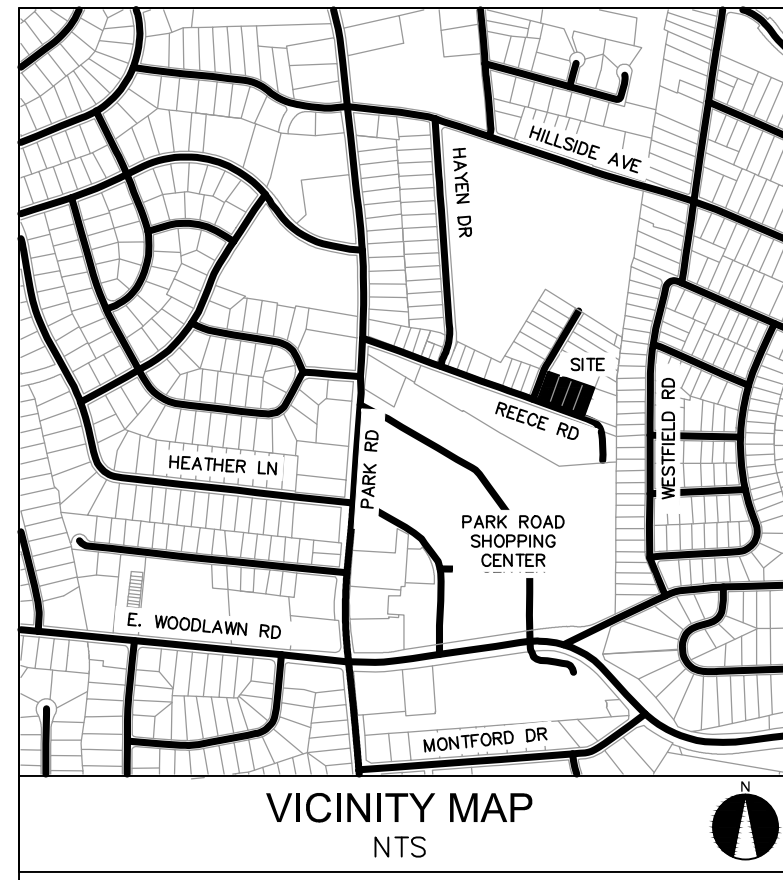 HILLSIDE AVE
HAYEN DR
SITE
REECE RD
WESTFIELD RD
PARK RD
HEATHER LN
PARK ROAD
SHOPPING
CENTER
E. WOODLAWN RD
MONTFORD DR
VICINITY MAP
NTS
N